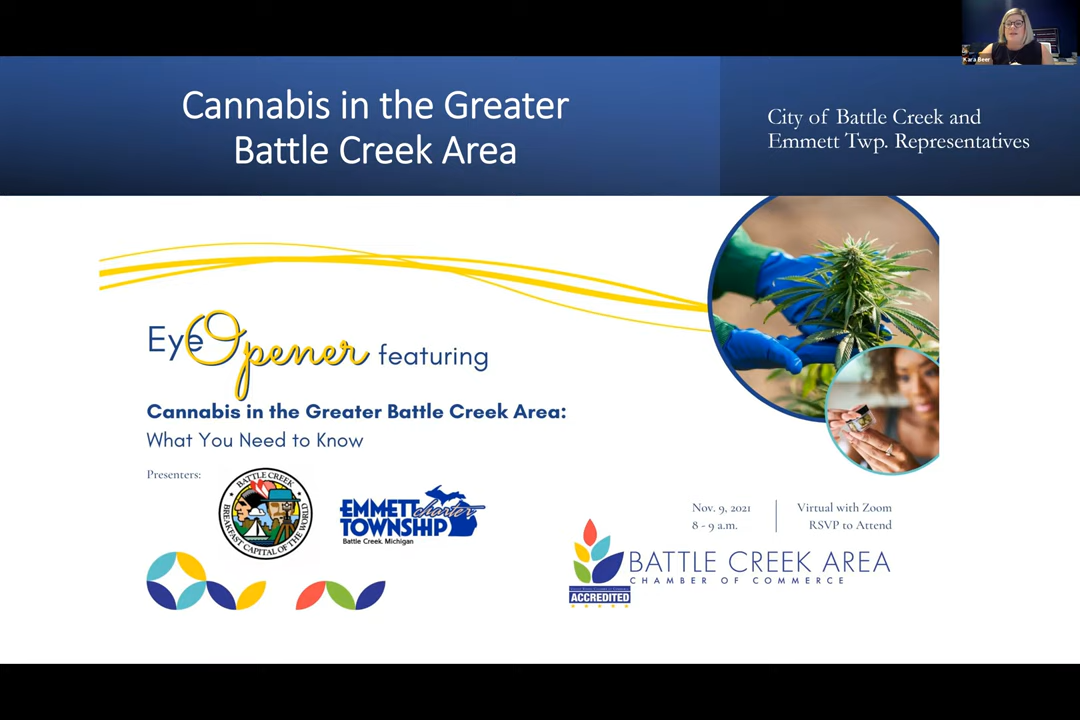 Kara Beer
Cannabis in the Greater
Battle Creek Area
City of Battle Creek and
Emmett Twp. Representatives
EyeOpener featuring
Cannabis in the Greater Battle Creek Area:
What You Need to Know
Presenters:
BATTLE CREEK
BREAKFAST CAPITAL OF THE WORLD
EMMETT charter
TOWNSHIP
Battle Creek, Michigan
Nov. 9, 2021
8 - 9 a.m.
Virtual with Zoom
RSVP to Attend
BATTLE CREEK AREA
CHAMBER OF COMMERCE
ACCREDITED